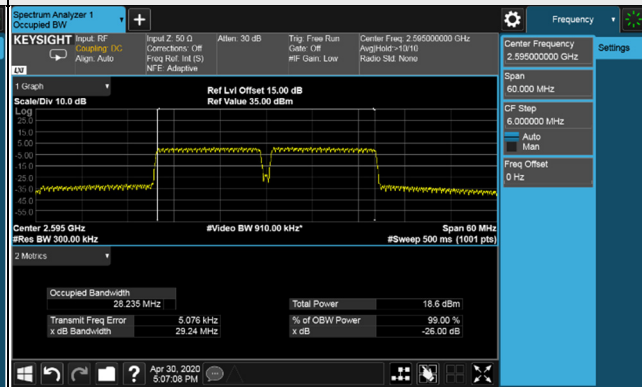 Spectrum Analyzer 1
Occupied BW
Frequency
KEYSIGHT
Input: RF
Coupling: DC
Align: Auto
Input Z: 50 Ω
Corrections: Off
Freq Ref: Int (S)
NFE: Adaptive
Atten: 30 dB
Trig: Free Run
Gate: Off
#IF Gain: Low
Center Freq: 2.595000000 GHz
Avg|Hold:>10/10
Radio Std: None
LXI
Center Frequency
2.595000000 GHz
Settings
Span
60.000 MHz
CF Step
6.000000 MHz
Auto
Man
Freq Offset
0 Hz
1 Graph
Scale/Div 10.0 dB
Ref Lvl Offset 15.00 dB
Ref Value 35.00 dBm
Log
25.0
15.0
5.00
-5.00
-15.0
-25.0
-35.0
-45.0
-55.0
Center 2.595 GHz
#Video BW 910.00 kHz*
Span 60 MHz
#Res BW 300.00 kHz
#Sweep 500 ms (1001 pts)
2 Metrics
Occupied Bandwidth
28.235 MHz
Total Power
18.6 dBm
Transmit Freq Error
5.076 kHz
% of OBW Power
99.00 %
x dB Bandwidth
29.24 MHz
x dB
-26.00 dB
Apr 30, 2020
5:07:08 PM